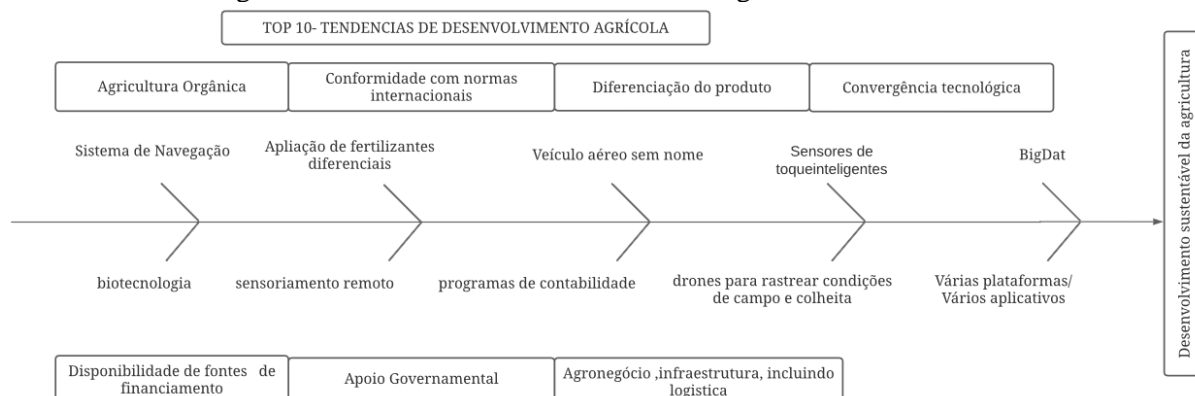 TOP 10- TENDENCIAS DE DESENVOLVIMENTO AGRÍCOLA
Agricultura Orgânica
Conformidade com normas
internacionais
Diferenciação do produto
Convergência tecnológica
Sistema de Navegação
Apliação de fertilizantes
diferenciais
Veículo aéreo sem nome
Sensores de
toqueinteligentes
BigDat
biotecnologia
sensoriamento remoto
programas de contabilidade
drones para rastrear condições
de campo e colheita
Várias plataformas/
Vários aplicativos
Disponibilidade de fontes de
financiamento
Apoio Governamental
Agronegócio ,infraestrutura, incluindo
logistica
Desenvolvimento sustentável da agricultura